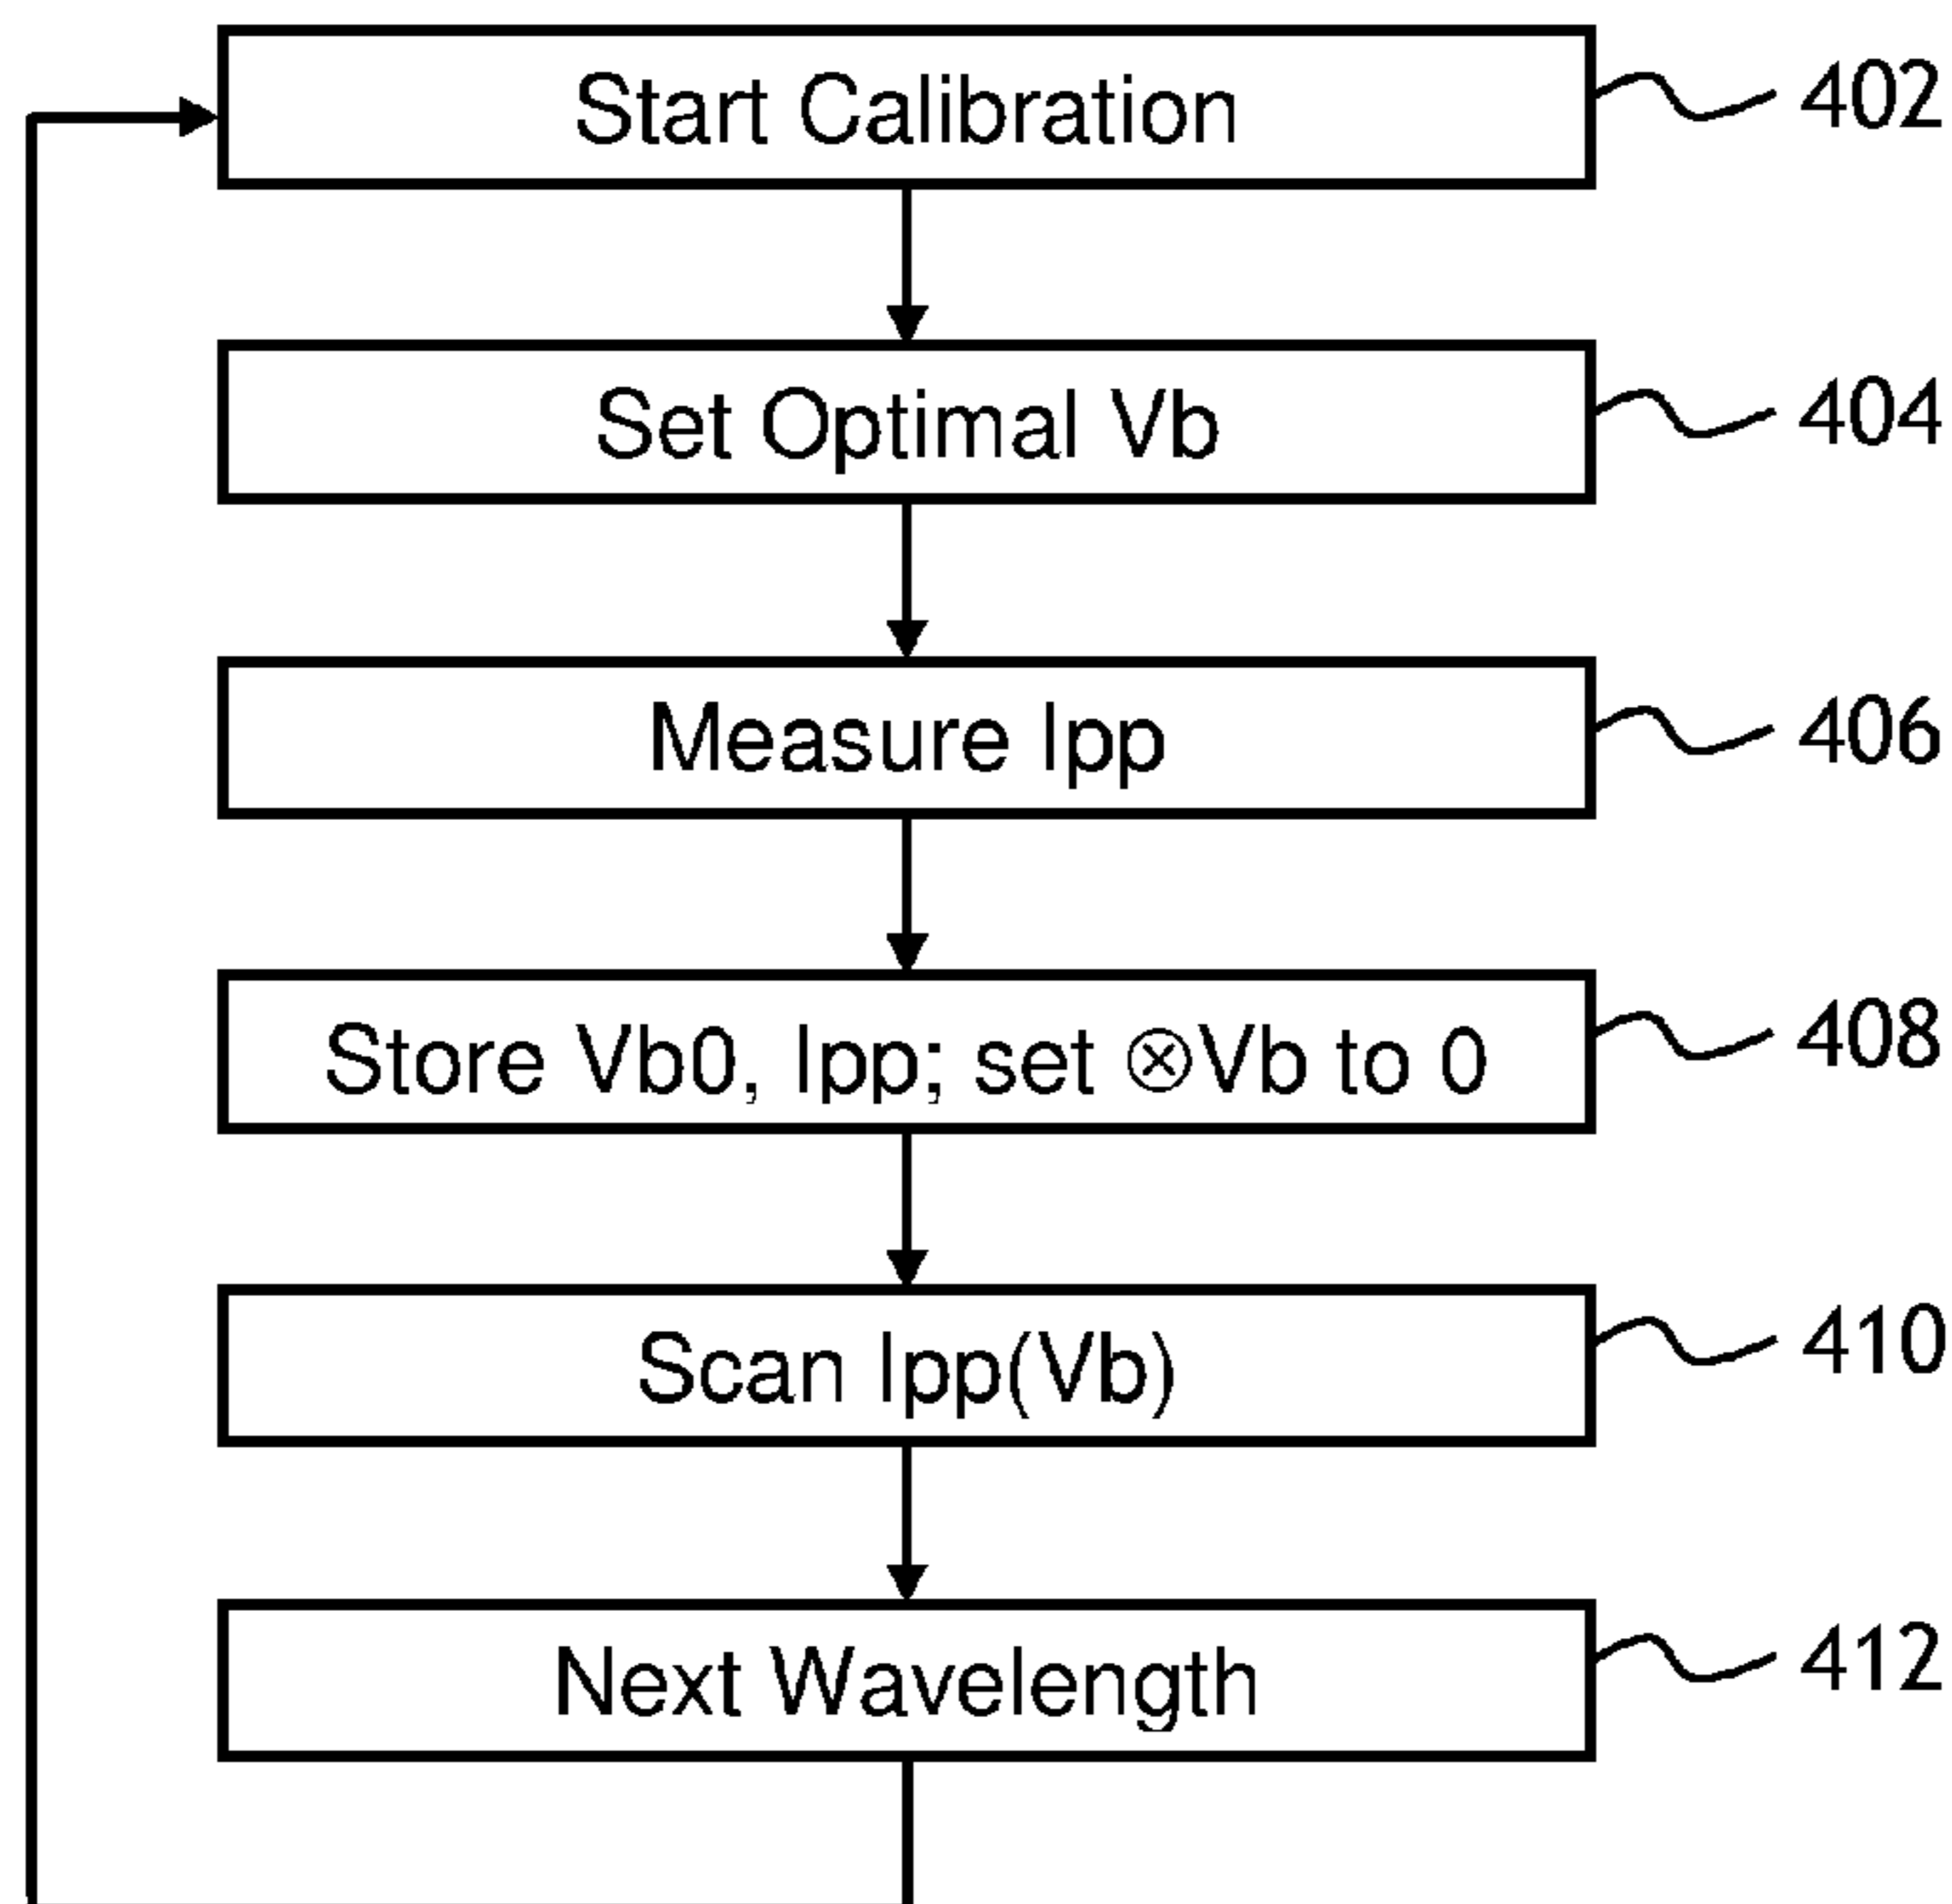 Start Calibration 402
Set Optimal Vb 404
Measure Ipp 406
Store Vb0, Ipp; set ⊗Vb to 0 408
Scan Ipp(Vb) 410
Next Wavelength 412